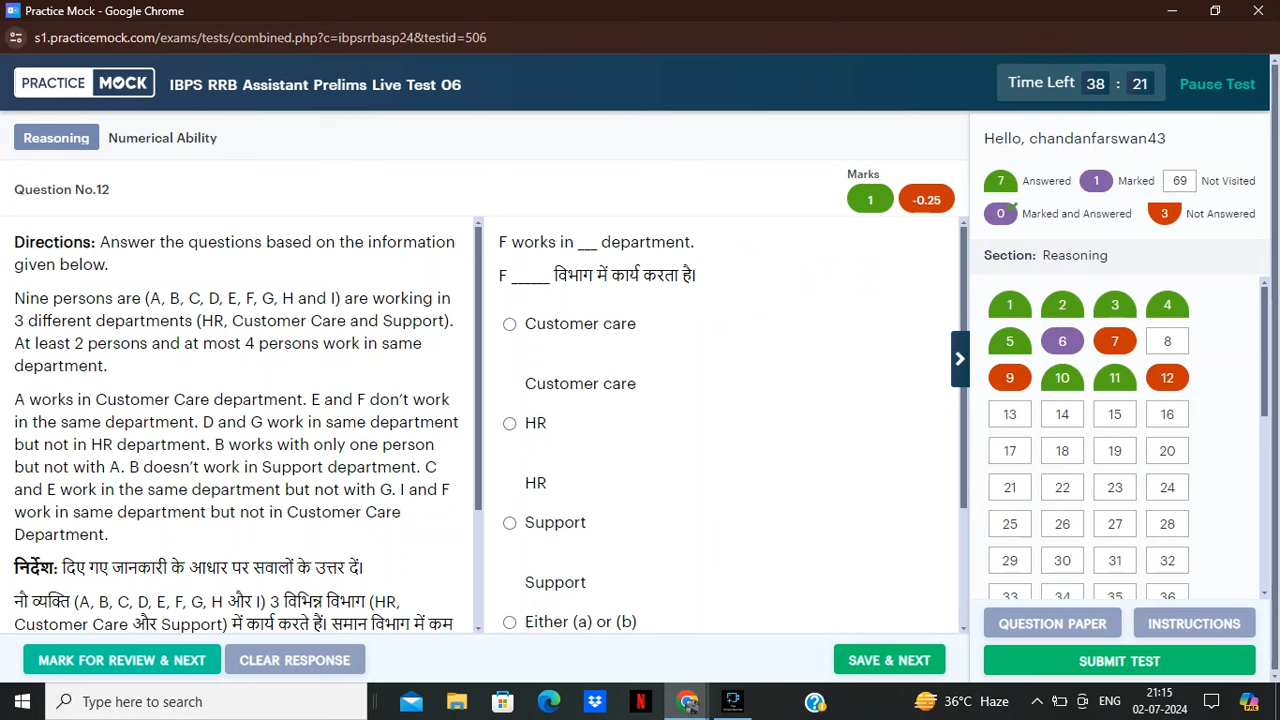 Practice Mock - Google Chrome
s1.practicemock.com/exams/tests/combined.php?c=ibpsrrbasp24&testid=506
PRACTICE MOCK
IBPS RRB Assistant Prelims Live Test 06
Time Left 38 : 21
Pause Test
Reasoning Numerical Ability
Question No.12
Marks
1 -0.25
Directions: Answer the questions based on the information
given below.
Nine persons are (A, B, C, D, E, F, G, H and I) are working in
3 different departments (HR, Customer Care and Support).
At least 2 persons and at most 4 persons work in same
department.
A works in Customer Care department. E and F don't work
in the same department. D and G work in same department
but not in HR department. B works with only one person
but not with A. B doesn't work in Support department. C
and E work in the same department but not with G. I and F
work in same department but not in Customer Care
Department.
निर्देश: दिए गए जानकारी के आधार पर सवालों के उत्तर दें।
नौ व्यक्ति (A, B, C, D, E, F, G, H और I) 3 विभिन्न विभाग (HR,
Customer Care और Support) में कार्य करते हैं। समान विभाग में कम
F works in ___ department.
F ______ विभाग में कार्य करता है।
Customer care
Customer care
HR
HR
Support
Support
Either (a) or (b)
Hello, chandanfarswan43
7 Answered 1 Marked 69 Not Visited
0 Marked and Answered 3 Not Answered
Section: Reasoning
1 2 3 4
5 6 7 8
9 10 11 12
13 14 15 16
17 18 19 20
21 22 23 24
25 26 27 28
29 30 31 32
33 34 35 36
MARK FOR REVIEW & NEXT
CLEAR RESPONSE
SAVE & NEXT
QUESTION PAPER
INSTRUCTIONS
SUBMIT TEST
Type here to search
36°C Haze
ENG
21:15
02-07-2024